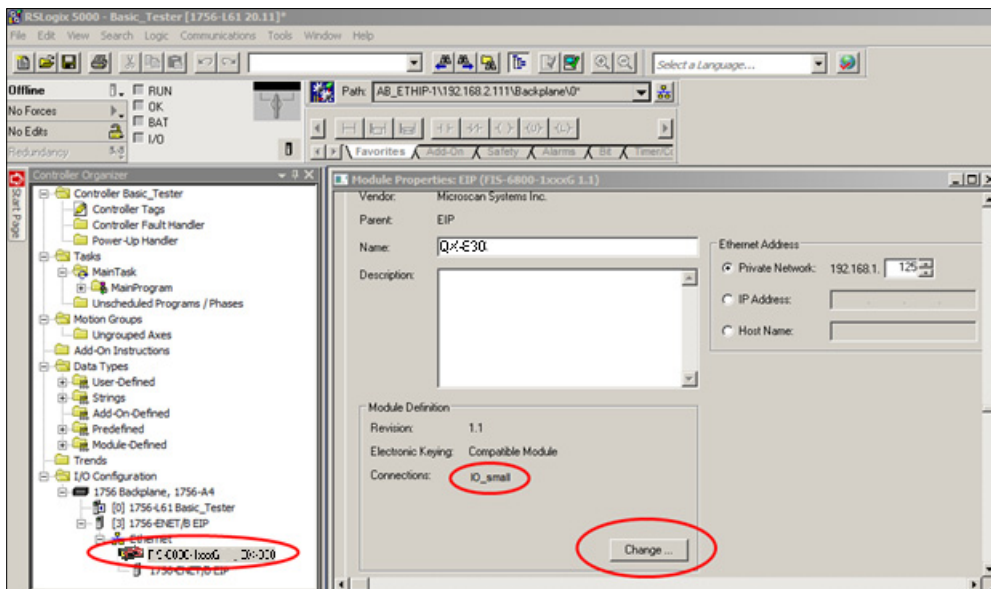 RSLogix 5000 - Basic_Tester [1756-L61 20.11]*
File Edit View Search Logic Communications Tools Window Help
Select a Language...
Offline
RUN
No Forces
OK
BAT
No Edits
I/O
Redundancy
Path: AB_ETHIP-1\192.168.2.111\Backplane\0*
Favorites Add-On Safety Alarms Bit
Start Page
Controller Organizer
Controller Basic_Tester
Controller Tags
Controller Fault Handler
Power-Up Handler
Tasks
MainTask
MainProgram
Unscheduled Programs / Phases
Motion Groups
Ungrouped Axes
Add-On Instructions
Data Types
User-Defined
Strings
Add-On-Defined
Predefined
Module-Defined
Trends
I/O Configuration
1756 Backplane, 1756-A4
[0] 1756-L61 Basic_Tester
[3] 1756-ENET/B EIP
Ethernet
1756-ENET/B EIP
Module Properties: EIP (FIS-6800-1xxxG 1.1)
Vendor: Microscan Systems Inc.
Parent: EIP
Name:
Description:
Ethernet Address
Private Network: 192.168.1. 125
IP Address:
Host Name:
Module Definition
Revision: 1.1
Electronic Keying: Compatible Module
Connections: IO_small
Change ...